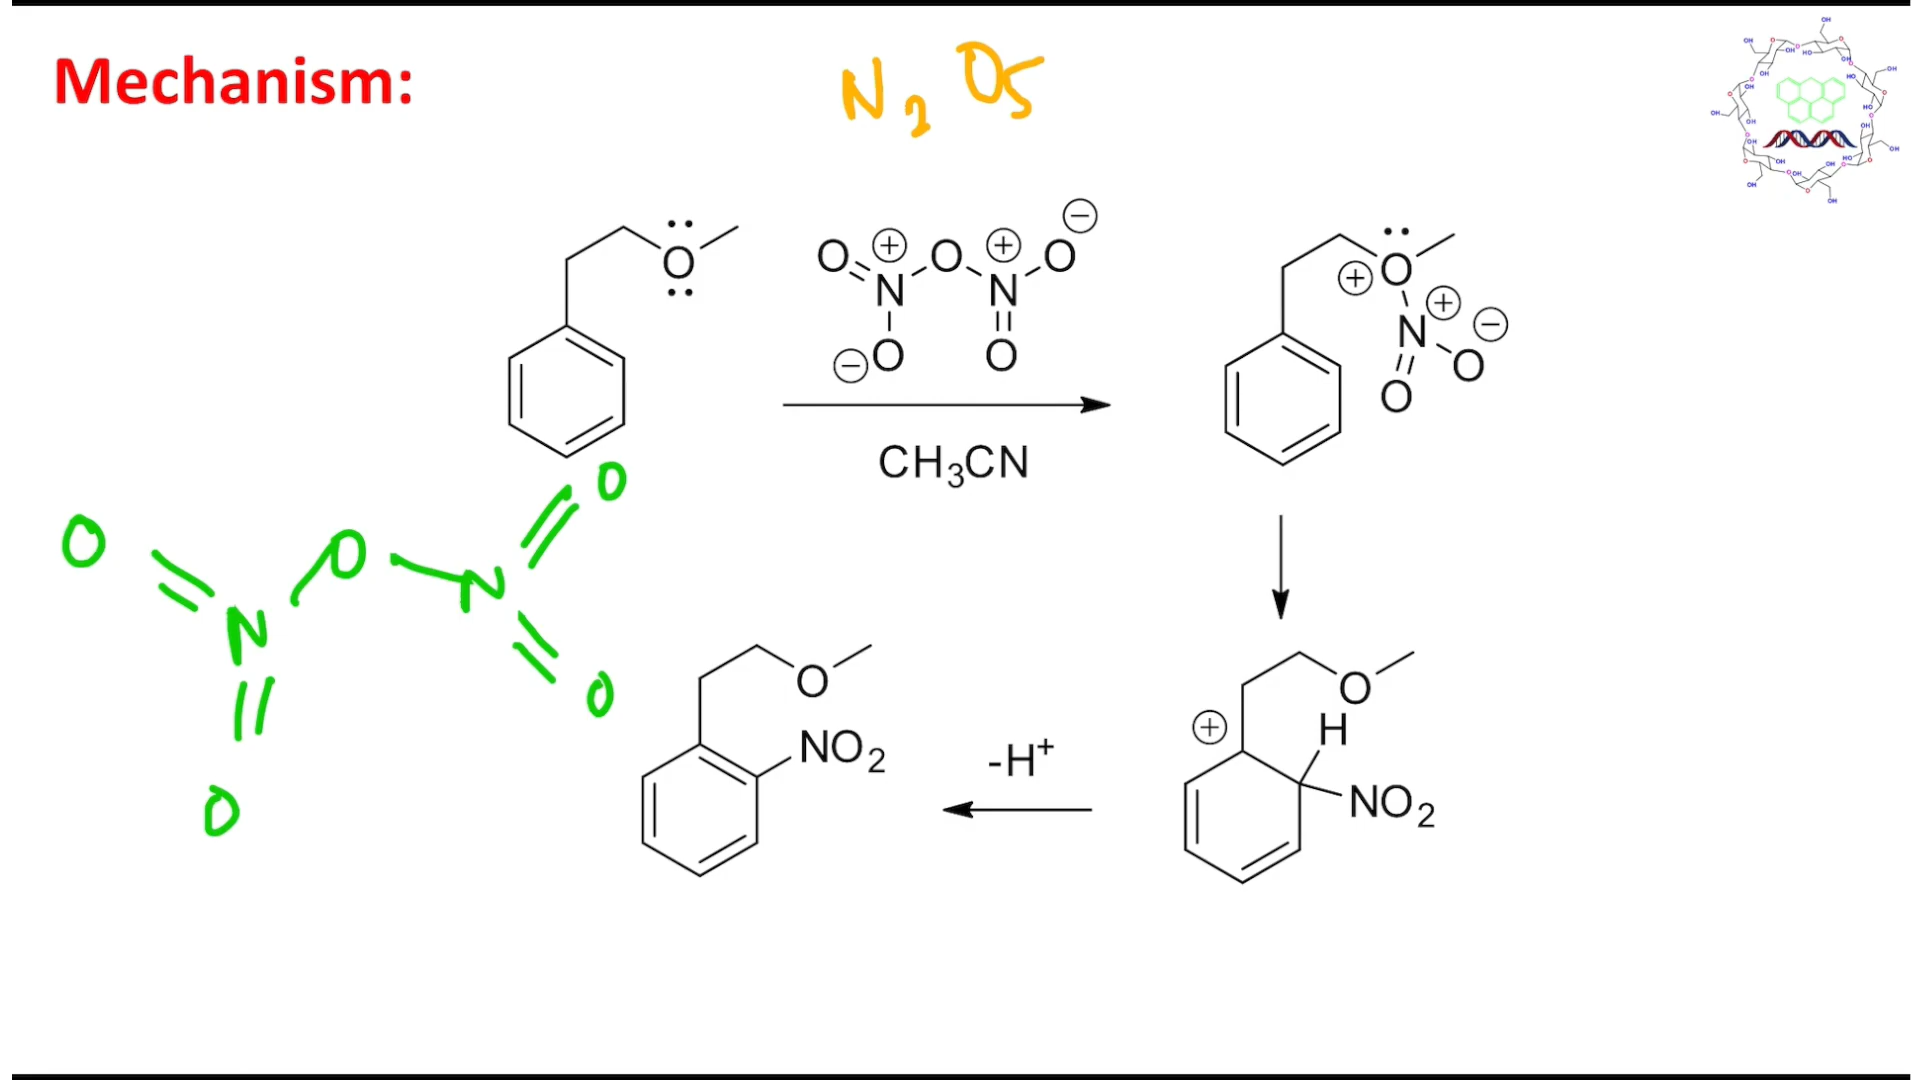 Mechanism:
N2O5
O
O N O N O
O O
CH3CN
O N O O
O
O N O N O
O O
O
NO2
-H+
O
H
NO2